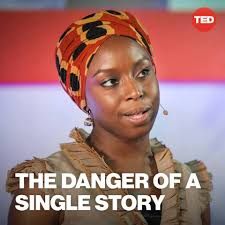 TED
THE DANGER OF A
SINGLE STORY